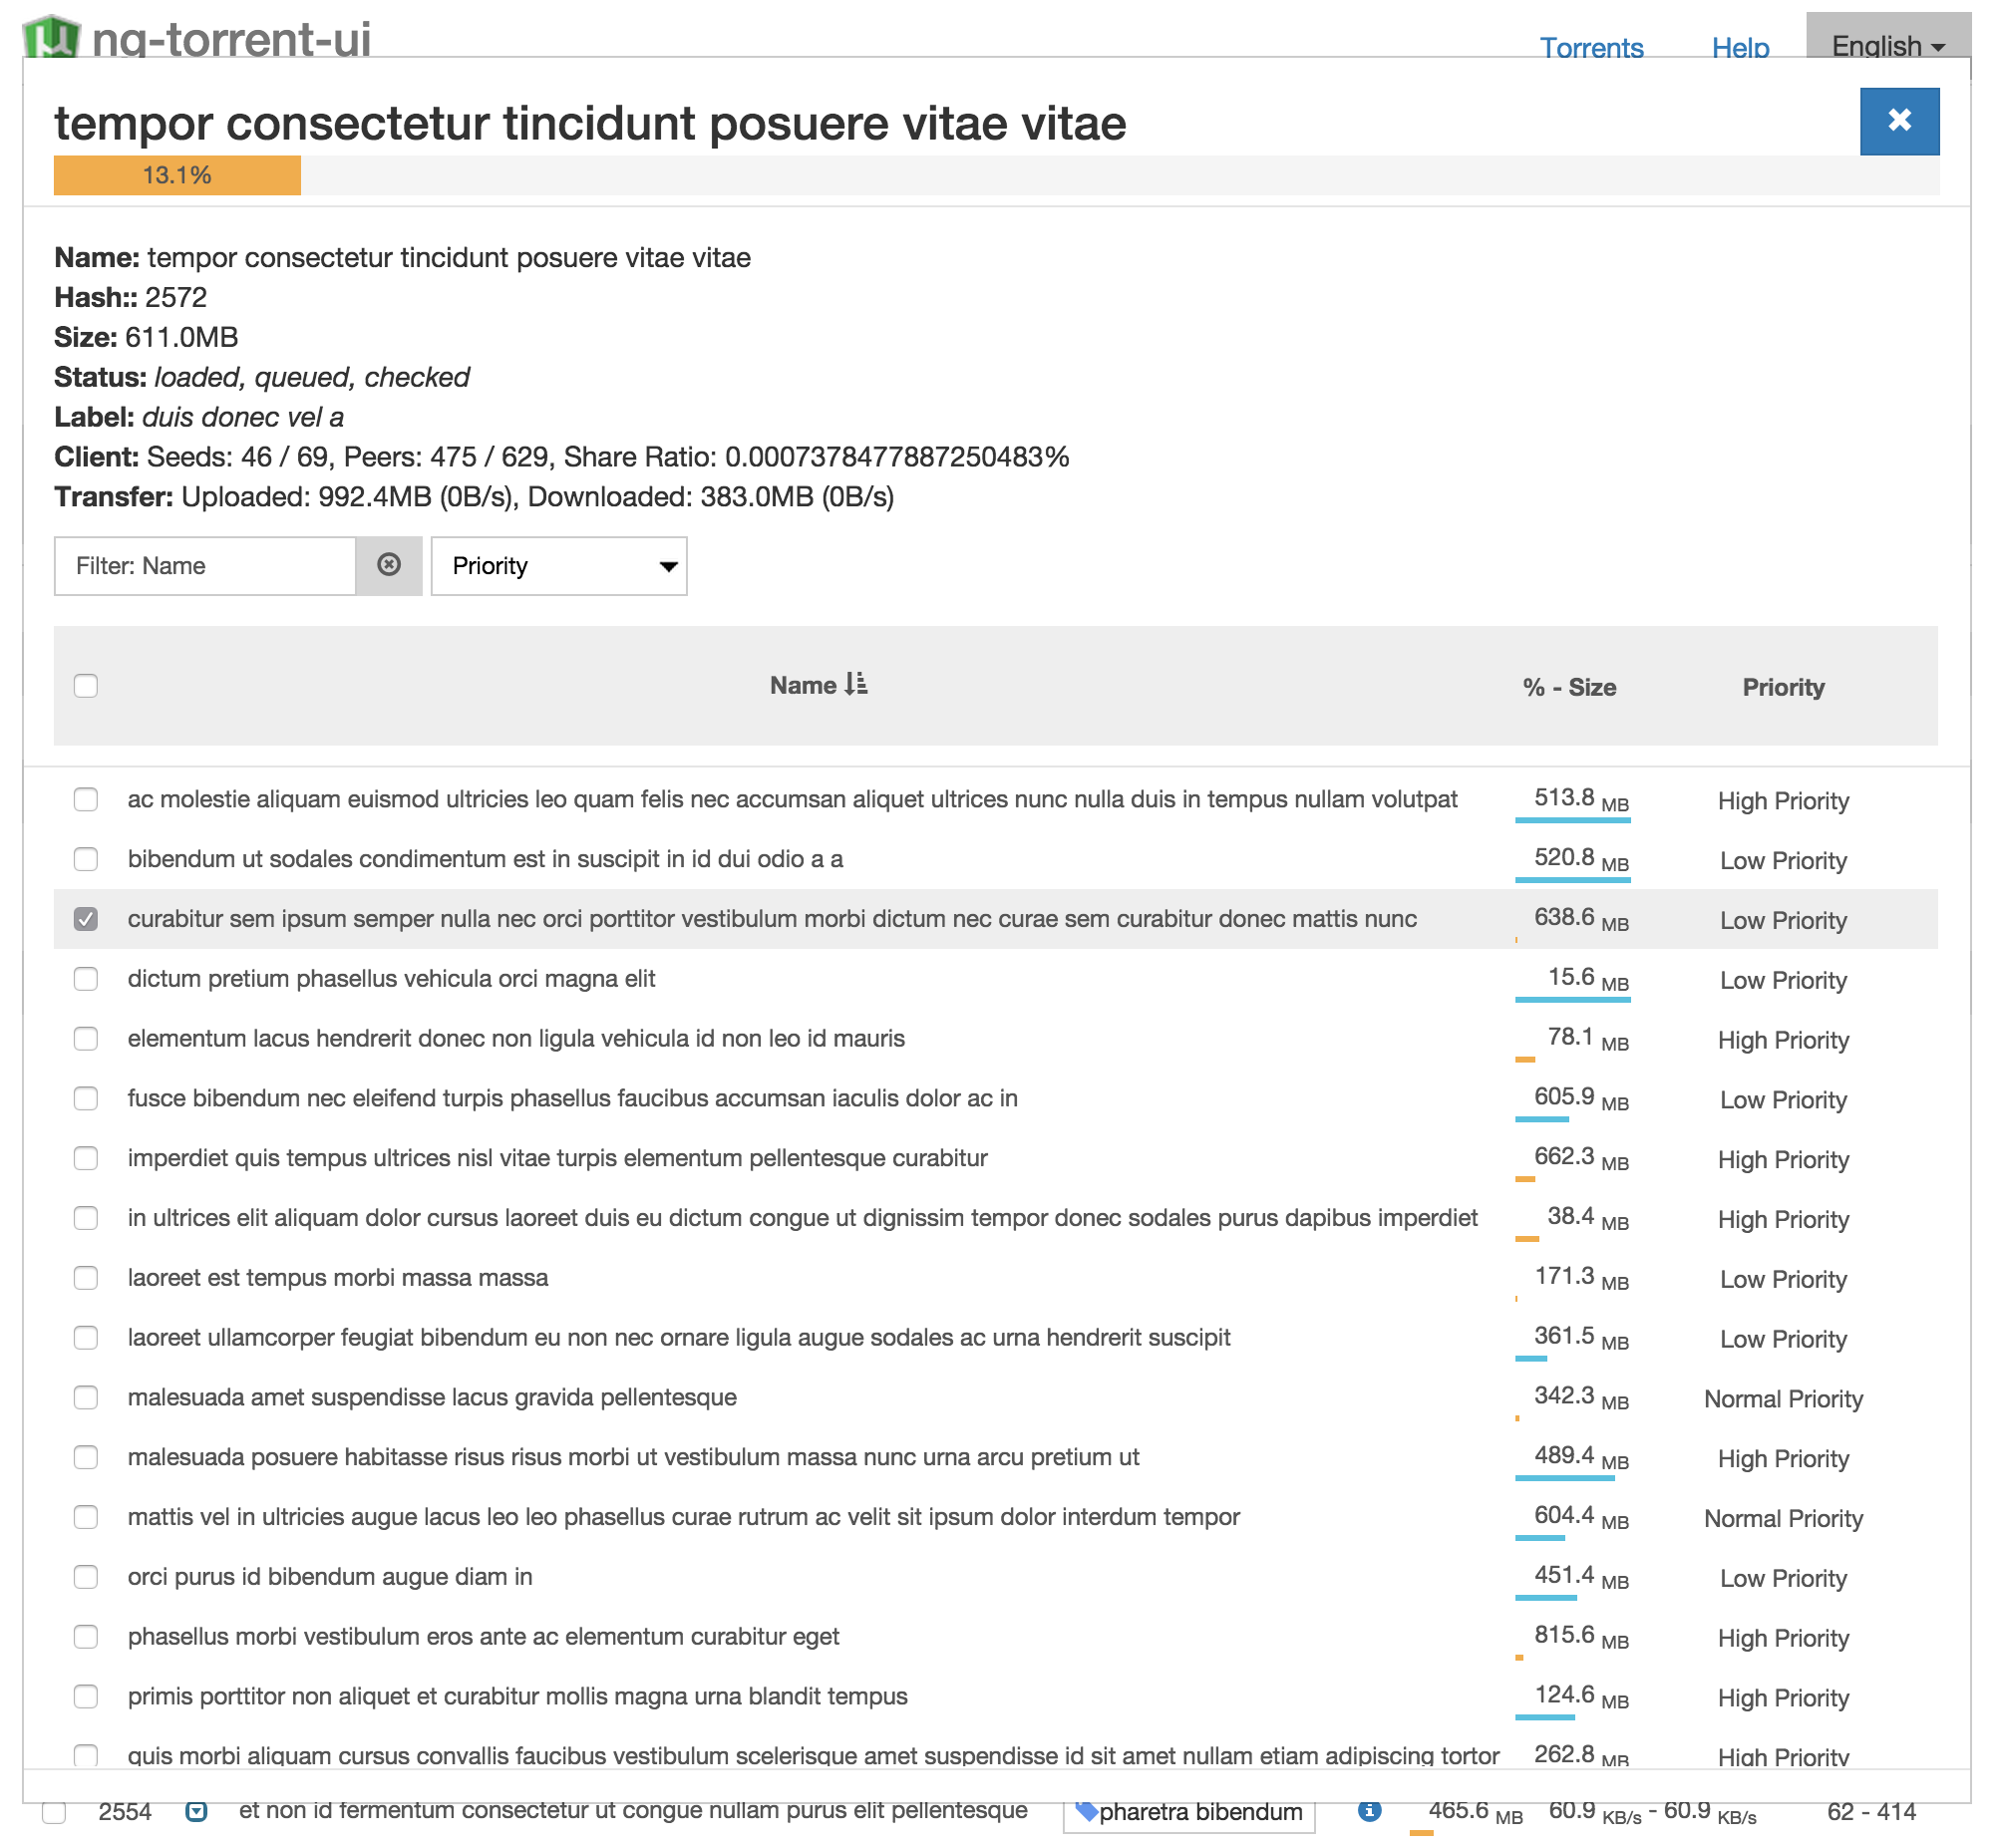 ng-torrent-ui Torrents Help English
tempor consectetur tincidunt posuere vitae vitae
13.1%
Name: tempor consectetur tincidunt posuere vitae vitae
Hash:: 2572
Size: 611.0MB
Status: loaded, queued, checked
Label: duis donec vel a
Client: Seeds: 46 / 69, Peers: 475 / 629, Share Ratio: 0.0007378477887250483%
Transfer: Uploaded: 992.4MB (0B/s), Downloaded: 383.0MB (0B/s)
Filter: Name Priority
Name % - Size Priority
ac molestie aliquam euismod ultricies leo quam felis nec accumsan aliquet ultrices nunc nulla duis in tempus nullam volutpat 513.8 MB High Priority
bibendum ut sodales condimentum est in suscipit in id dui odio a a 520.8 MB Low Priority
curabitur sem ipsum semper nulla nec orci porttitor vestibulum morbi dictum nec curae sem curabitur donec mattis nunc 638.6 MB Low Priority
dictum pretium phasellus vehicula orci magna elit 15.6 MB Low Priority
elementum lacus hendrerit donec non ligula vehicula id non leo id mauris 78.1 MB High Priority
fusce bibendum nec eleifend turpis phasellus faucibus accumsan iaculis dolor ac in 605.9 MB Low Priority
imperdiet quis tempus ultrices nisl vitae turpis elementum pellentesque curabitur 662.3 MB High Priority
in ultrices elit aliquam dolor cursus laoreet duis eu dictum congue ut dignissim tempor donec sodales purus dapibus imperdiet 38.4 MB High Priority
laoreet est tempus morbi massa massa 171.3 MB Low Priority
laoreet ullamcorper feugiat bibendum eu non nec ornare ligula augue sodales ac urna hendrerit suscipit 361.5 MB Low Priority
malesuada amet suspendisse lacus gravida pellentesque 342.3 MB Normal Priority
malesuada posuere habitasse risus risus morbi ut vestibulum massa nunc urna arcu pretium ut 489.4 MB High Priority
mattis vel in ultricies augue lacus leo leo phasellus curae rutrum ac velit sit ipsum dolor interdum tempor 604.4 MB Normal Priority
orci purus id bibendum augue diam in 451.4 MB Low Priority
phasellus morbi vestibulum eros ante ac elementum curabitur eget 815.6 MB High Priority
primis porttitor non aliquet et curabitur mollis magna urna blandit tempus 124.6 MB High Priority
quis morbi aliquam cursus convallis faucibus vestibulum scelerisque amet suspendisse id sit amet nullam etiam adipiscing tortor 262.8 MB High Priority
2554 et non id fermentum consectetur ut congue nullam purus elit pellentesque pharetra bibendum 465.6 MB 60.9 KB/s - 60.9 KB/s 62 - 414